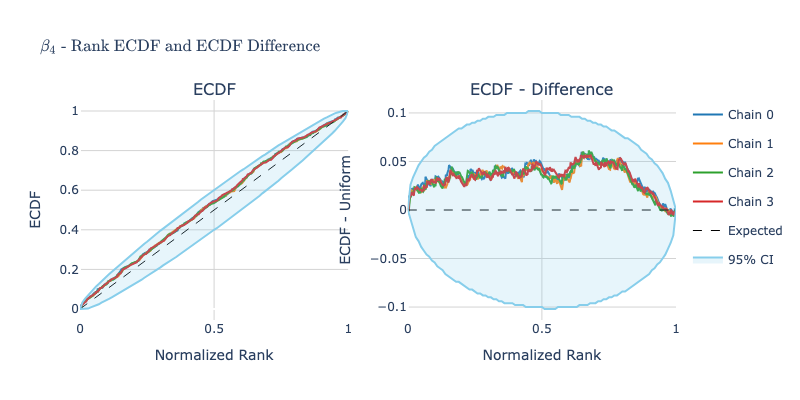 β₄ - Rank ECDF and ECDF Difference
ECDF
ECDF - Difference
ECDF
1
0.8
0.6
0.4
0.2
0
0
0.5
1
Normalized Rank
ECDF - Uniform
0.1
0.05
0
−0.05
−0.1
0
0.5
1
Normalized Rank
Chain 0
Chain 1
Chain 2
Chain 3
Expected
95% CI